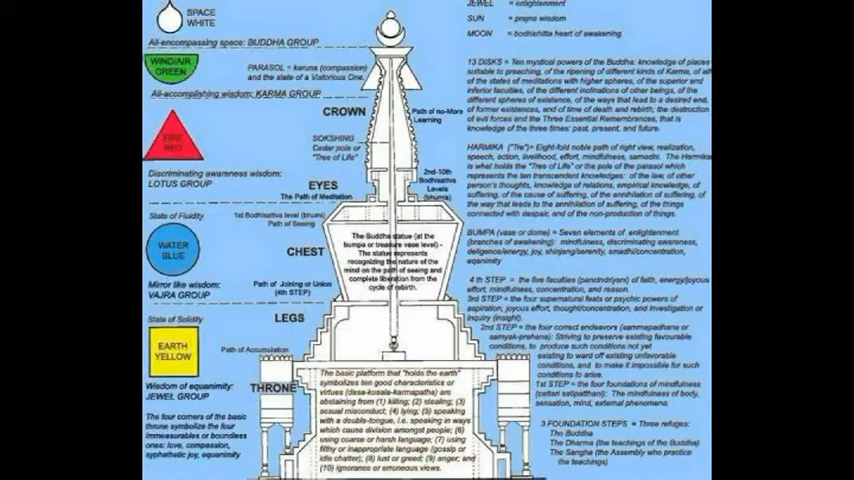 SPACE
WHITE
All-encompassing space: BUDDHA GROUP
WIND/AIR
GREEN
PARASOL = karuna (compassion)
and the state of a Viatorious One.
All-accomplishing wisdom: KARMA GROUP
CROWN
Path of no-More
Learning
FIRE
RED
SOKSHING
Cedar pole or
"Tree of Life"
Discriminating awareness wisdom:
LOTUS GROUP
EYES
The Path of Meditation
2nd-10th
Bodhisattva
Levels
(bhumis)
State of Fluidity
1st Bodhisattva level (bhumi)
Path of Seeing
WATER
BLUE
CHEST
The Buddha statue (at the
bumpa or treasure vase level) -
The statue represents
recognizing the nature of the
mind on the path of seeing and
complete liberation from the
cycle of rebirth.
Mirror like wisdom:
VAJRA GROUP
Path of Joining or Union
(4th STEP)
State of Solidity
LEGS
EARTH
YELLOW
Path of Accumulation
Wisdom of equanimity:
JEWEL GROUP
THRONE
The four corners of the basic
throne symbolize the four
immeasurables or boundless
ones: love, compassion,
syphathetic joy, equanimity
The basic platform that "holds the earth"
symbolizes ten good characteristics or
virtues (dasa-kusala-karmapatha) are
abstaining from (1) killing; (2) stealing; (3)
sexual misconduct; (4) lying; (5) speaking
with a double-tongue, i.e. speaking in ways
which cause division amongst people; (6)
using coarse or harsh language; (7) using
filthy or inappropriate language (gossip or
idle chatter); (8) lust or greed; (9) anger; and
(10) ignorance or erroneous views.
JEWEL = enlightenment
SUN = prajna wisdom
MOON = bodhichitta heart of awakening
13 DISKS = Ten mystical powers of the Buddha: knowledge of places
suitable to preaching, of the ripening of different kinds of Karma, of all
of the states of meditations with higher spheres, of the superior and
inferior faculties, of the different inclinations of other beings, of the
different spheres of existence, of the ways that lead to a desired end,
of former existences, and of time of death and rebirth; the destruction
of evil forces and the Three Essential Remembrances, that is
knowledge of the three times: past, present, and future.
HARMIKA ("Tre")= Eight-fold noble path of right view, realization,
speech, action, livelihood, effort, mindfulness, samadhi. The Harmika
is what holds the "Tree of Life" or the pole of the parasol which
represents the ten transcendent knowledges: of the law, of other
person's thoughts, knowledge of relations, empirical knowledge, of
suffering, of the cause of suffering, of the annihilation of suffering, of
the way that leads to the annihilation of suffering, of the things
connected with despair, and of the non-production of things.
BUMPA (vase or dome) = Seven elements of enlightenment
(branches of awakening): mindfulness, discriminating awareness,
deligence/energy, joy, shinjang/serenity, amadhi/concentration,
eqanimity
4 th STEP = the five faculties (pancindriyani) of faith, energy/joyous
effort, mindfulness, concentration, and reason.
3rd STEP = the four supernatural feats or psychic powers of
aspiration, joyous effort, thought/concentration, and investigation or
inquiry (insight).
2nd STEP = the four correct endeavors (sammapadhana or
samyak-prehana): Striving to preserve existing favourable
conditions, to produce such conditions not yet
existing to ward off existing unfavorable
conditions, and to make it impossible for such
conditions to arise.
1st STEP = the four foundations of mindfulness
(cattari satipatthan): The mindfulness of body,
sensation, mind, external phenomena.
3 FOUNDATION STEPS = Three refuges:
The Buddha
The Dharma (the teachings of the Buddha)
The Sangha (the Assembly who practice
the teachings)